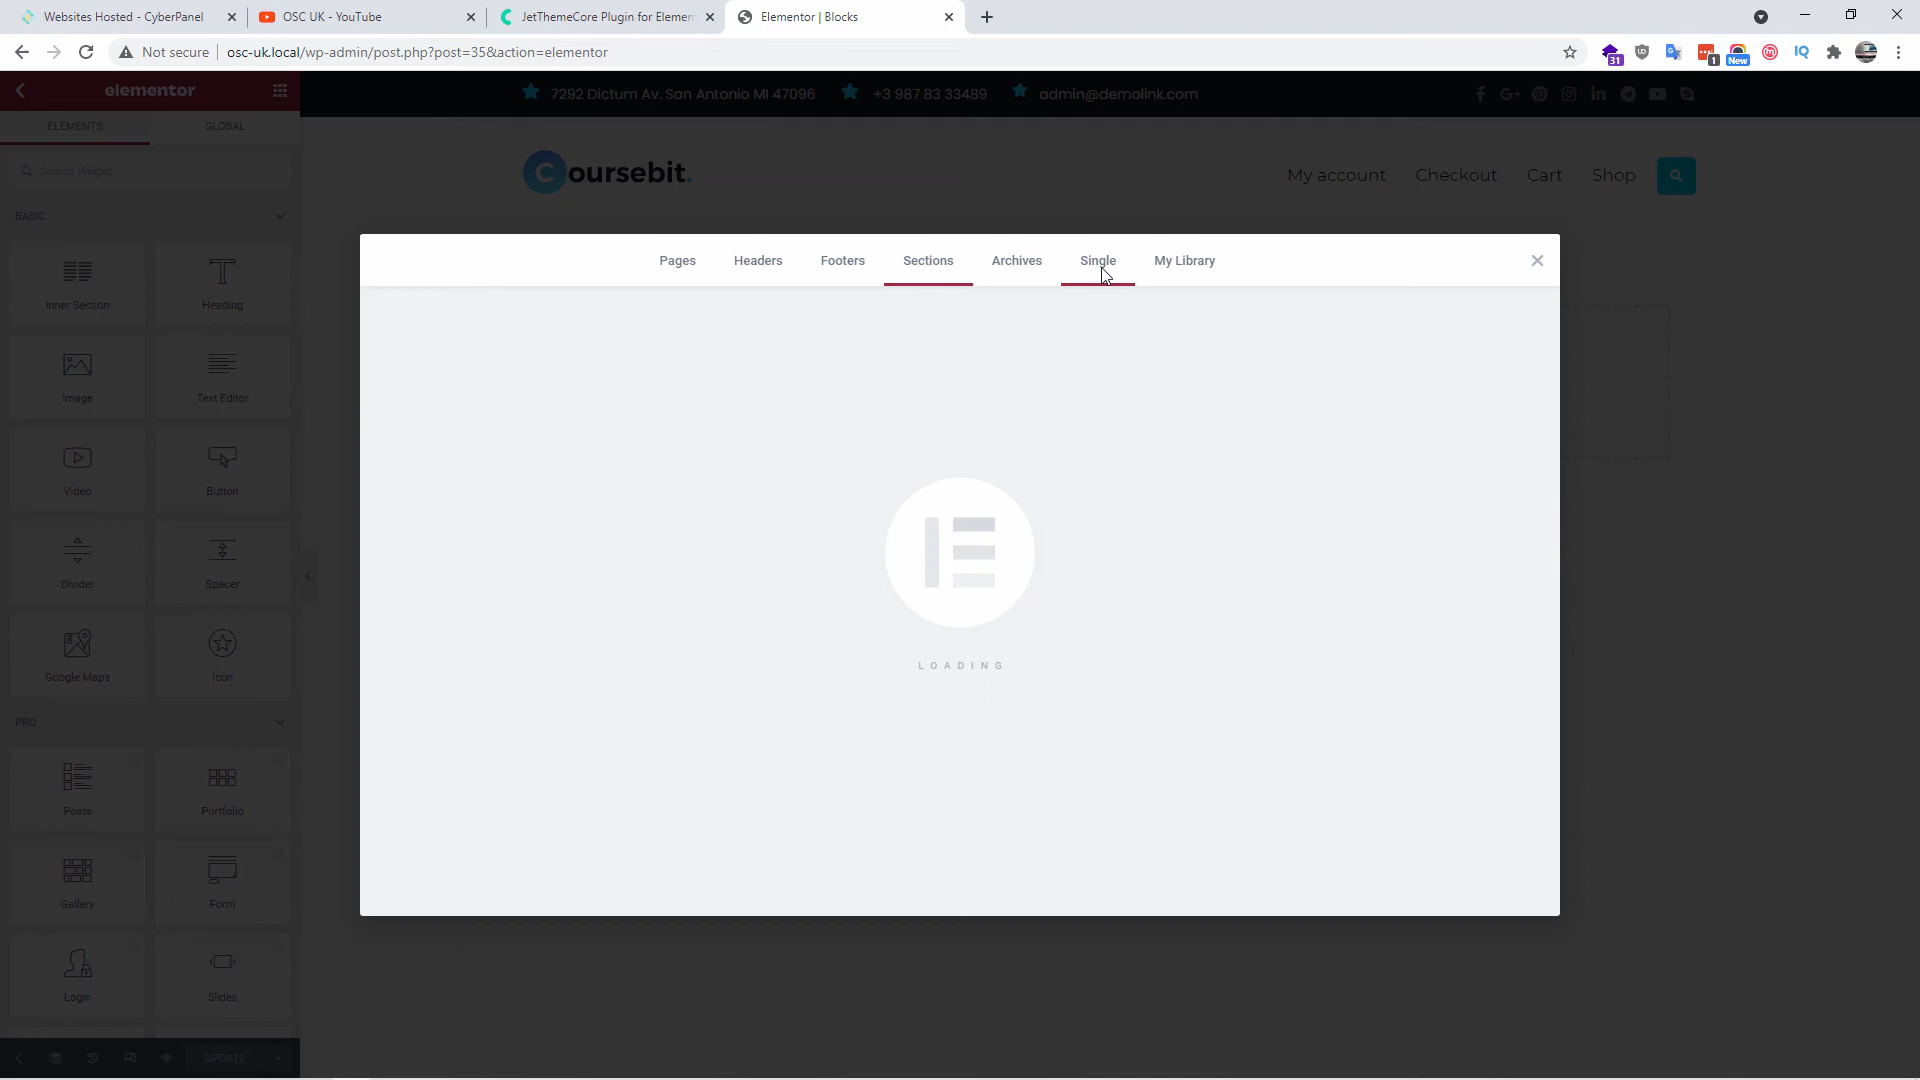 Websites Hosted - CyberPanel
OSC UK - YouTube
JetThemeCore Plugin for Elemen
Elementor | Blocks
Not secure
osc-uk.local/wp-admin/post.php?post=35&action=elementor
31
1
New
IQ
elementor
7292 Dictum Av. San Antonio MI 47096
+3 987 83 33489
admin@demolink.com
ELEMENTS
GLOBAL
Search Widget...
Coursebit.
My account
Checkout
Cart
Shop
BASIC
Pages
Headers
Footers
Sections
Archives
Single
My Library
Inner Section
Heading
Image
Text Editor
Video
Button
Divider
Spacer
Google Maps
Icon
LOADING
PRO
Posts
Portfolio
Gallery
Form
Login
Slides
UPDATE